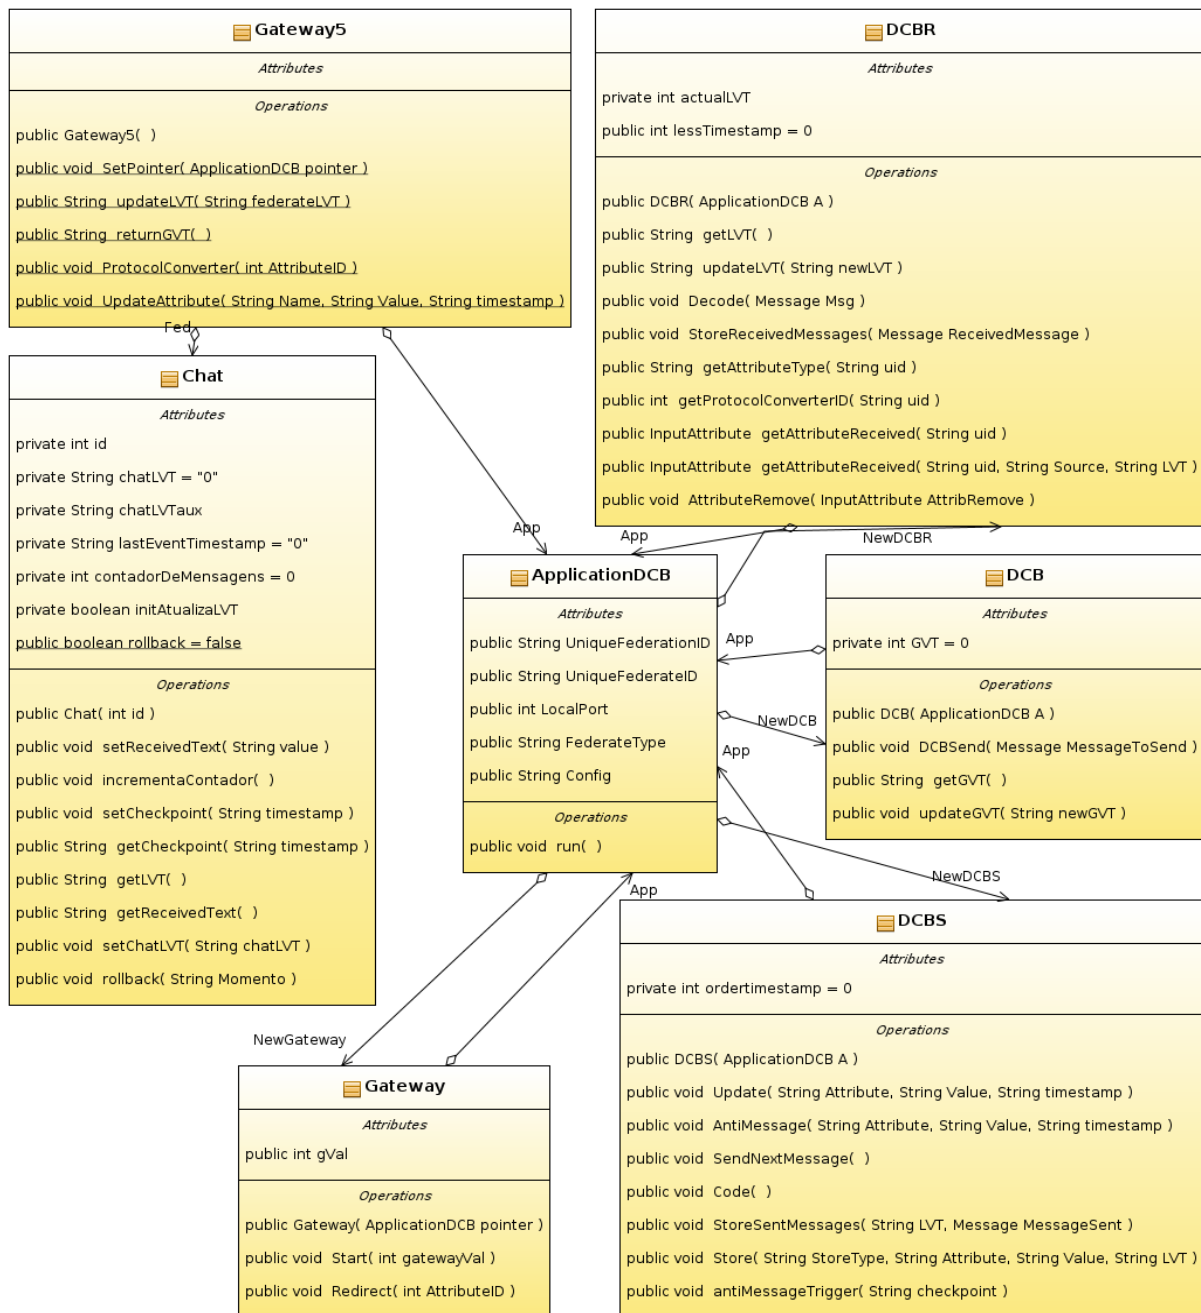 Gateway5
Attributes
Operations
public Gateway5(  )
public void  SetPointer( ApplicationDCB pointer )
public String  updateLVT( String federateLVT )
public String  returnGVT(  )
public void  ProtocolConverter( int AttributeID )
public void  UpdateAttribute( String Name, String Value, String timestamp )
DCBR
Attributes
private int actualLVT
public int lessTimestamp = 0
Operations
public DCBR( ApplicationDCB A )
public String  getLVT(  )
public String  updateLVT( String newLVT )
public void  Decode( Message Msg )
public void  StoreReceivedMessages( Message ReceivedMessage )
public String  getAttributeType( String uid )
public int  getProtocolConverterID( String uid )
public InputAttribute  getAttributeReceived( String uid )
public InputAttribute  getAttributeReceived( String uid, String Source, String LVT )
public void  AttributeRemove( InputAttribute AttribRemove )
Fed
Chat
Attributes
private int id
private String chatLVT = "0"
private String chatLVTaux
private String lastEventTimestamp = "0"
private int contadorDeMensagens = 0
private boolean initAtualizaLVT
public boolean rollback = false
Operations
public Chat( int id )
public void  setReceivedText( String value )
public void  incrementaContador(  )
public void  setCheckpoint( String timestamp )
public String  getCheckpoint( String timestamp )
public String  getLVT(  )
public String  getReceivedText(  )
public void  setChatLVT( String chatLVT )
public void  rollback( String Momento )
App
App
NewDCBR
ApplicationDCB
Attributes
public String UniqueFederationID
public String UniqueFederateID
public int LocalPort
public String FederateType
public String Config
Operations
public void  run(  )
App
NewDCB
App
DCB
Attributes
private int GVT = 0
Operations
public DCB( ApplicationDCB A )
public void  DCBSend( Message MessageToSend )
public String  getGVT(  )
public void  updateGVT( String newGVT )
NewDCBS
App
NewGateway
Gateway
Attributes
public int gVal
Operations
public Gateway( ApplicationDCB pointer )
public void  Start( int gatewayVal )
public void  Redirect( int AttributeID )
DCBS
Attributes
private int ordertimestamp = 0
Operations
public DCBS( ApplicationDCB A )
public void  Update( String Attribute, String Value, String timestamp )
public void  AntiMessage( String Attribute, String Value, String timestamp )
public void  SendNextMessage(  )
public void  Code(  )
public void  StoreSentMessages( String LVT, Message MessageSent )
public void  Store( String StoreType, String Attribute, String Value, String LVT )
public void  antiMessageTrigger( String checkpoint )